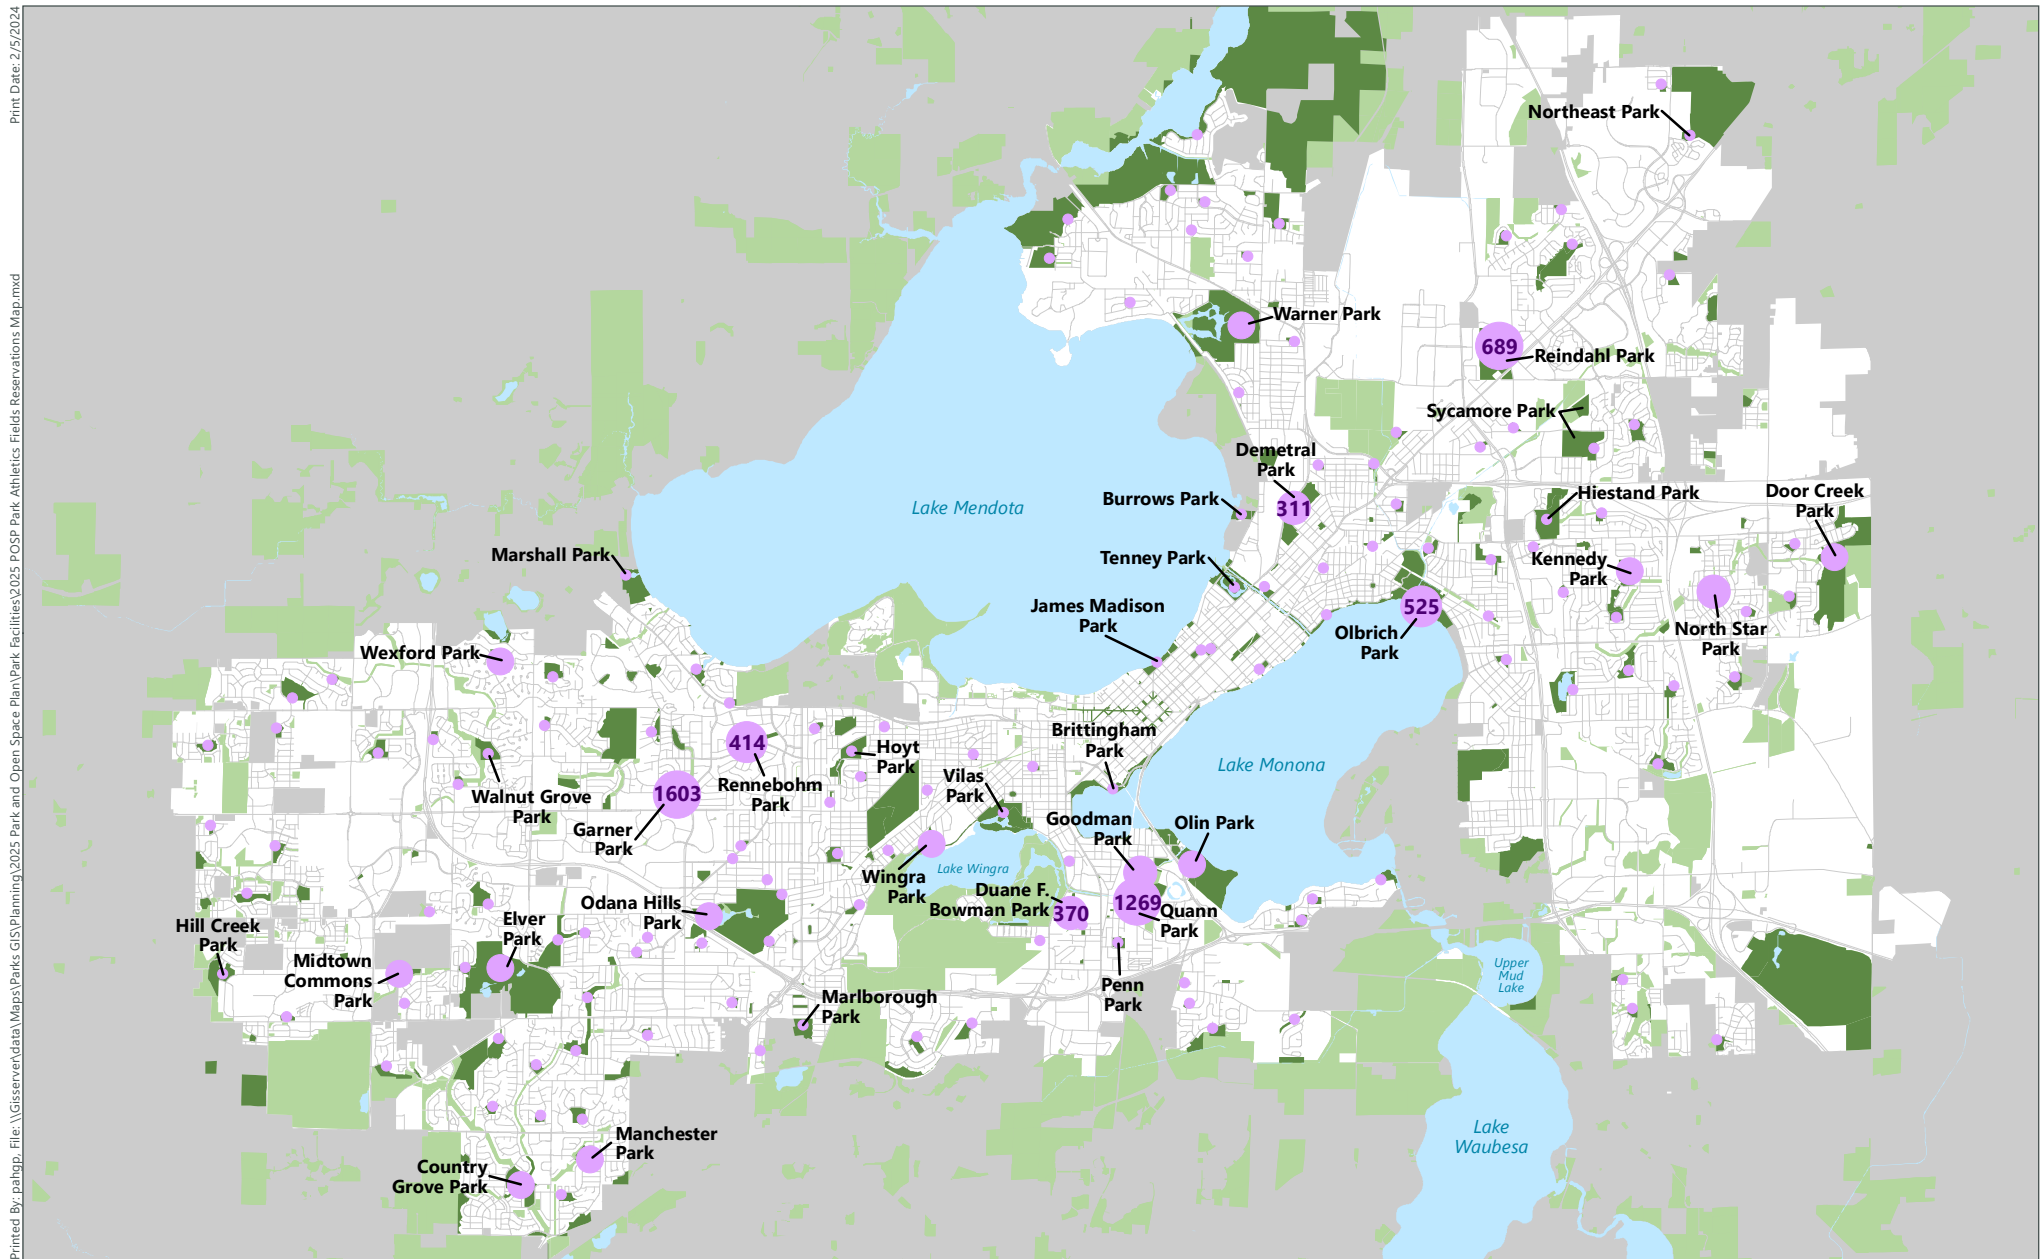 Print Date: 2/5/2024
Printed By: pahgp, File: \\Gisserver\data\Maps\Parks GIS\Planning\2025 Park and Open Space Plan\Park Facilities\2025 POSP Park Athletics Fields Reservations Map.mxd
Northeast Park
Warner Park
689
Reindahl Park
Sycamore Park
Demetral
Park
311
Burrows Park
Hiestand Park
Door Creek
Park
Lake Mendota
Marshall Park
Tenney Park
Kennedy
Park
James Madison
Park
525
Olbrich
Park
North Star
Park
Wexford Park
414
Rennebohm
Park
Hoyt
Park
Brittingham
Park
Lake Monona
Vilas
Park
1603
Garner
Park
Walnut Grove
Park
Goodman
Park
Olin Park
Lake Wingra
Wingra
Park
Duane F.
Bowman Park
370
1269
Quann
Park
Odana Hills
Park
Elver
Park
Hill Creek
Park
Midtown
Commons
Park
Penn
Park
Upper
Mud
Lake
Marlborough
Park
Lake
Waubesa
Manchester
Park
Country
Grove Park